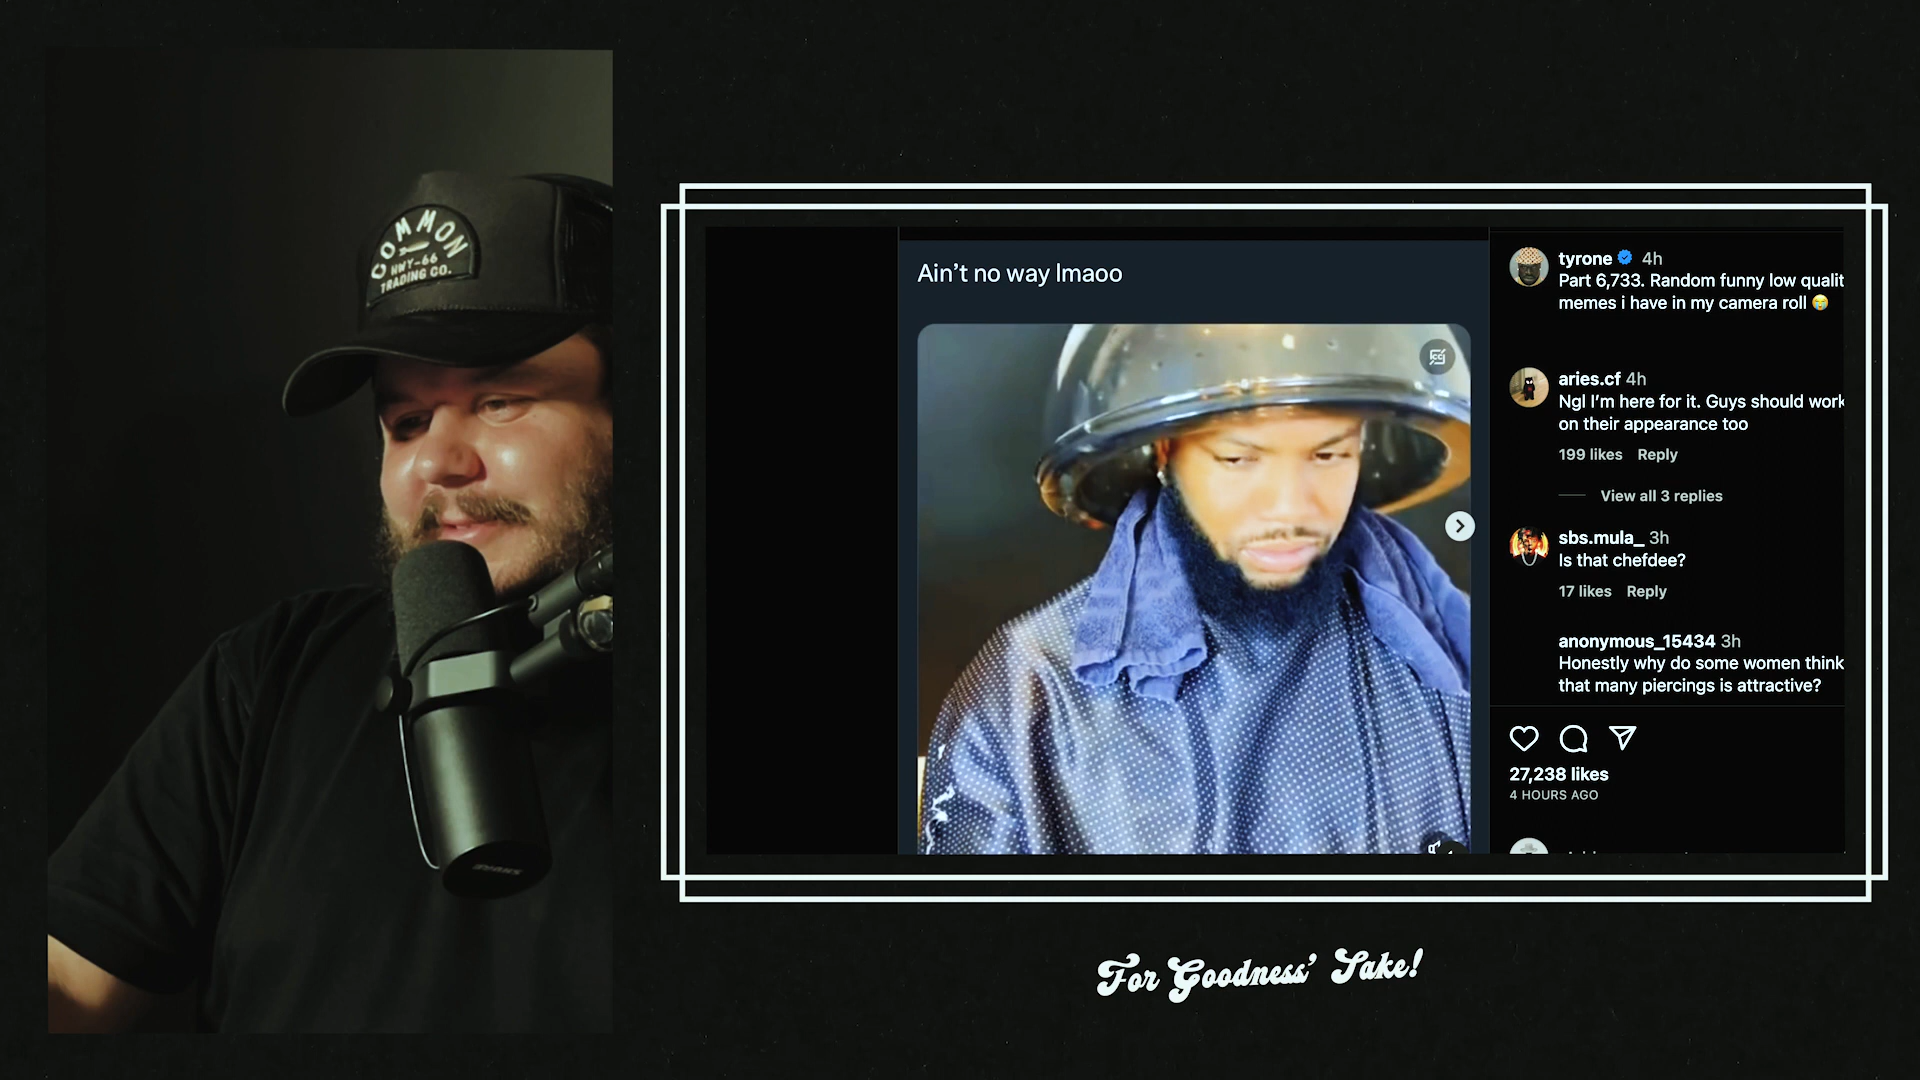 COMMON
HWY-66
TRADING CO.
Ain't no way lmaoo
tyrone 4h
Part 6,733. Random funny low qualit
memes i have in my camera roll 😭
aries.cf 4h
Ngl I'm here for it. Guys should work
on their appearance too
199 likes Reply
View all 3 replies
sbs.mula_ 3h
Is that chefdee?
17 likes Reply
anonymous_15434 3h
Honestly why do some women think
that many piercings is attractive?
27,238 likes
4 HOURS AGO
For Goodness' Sake!